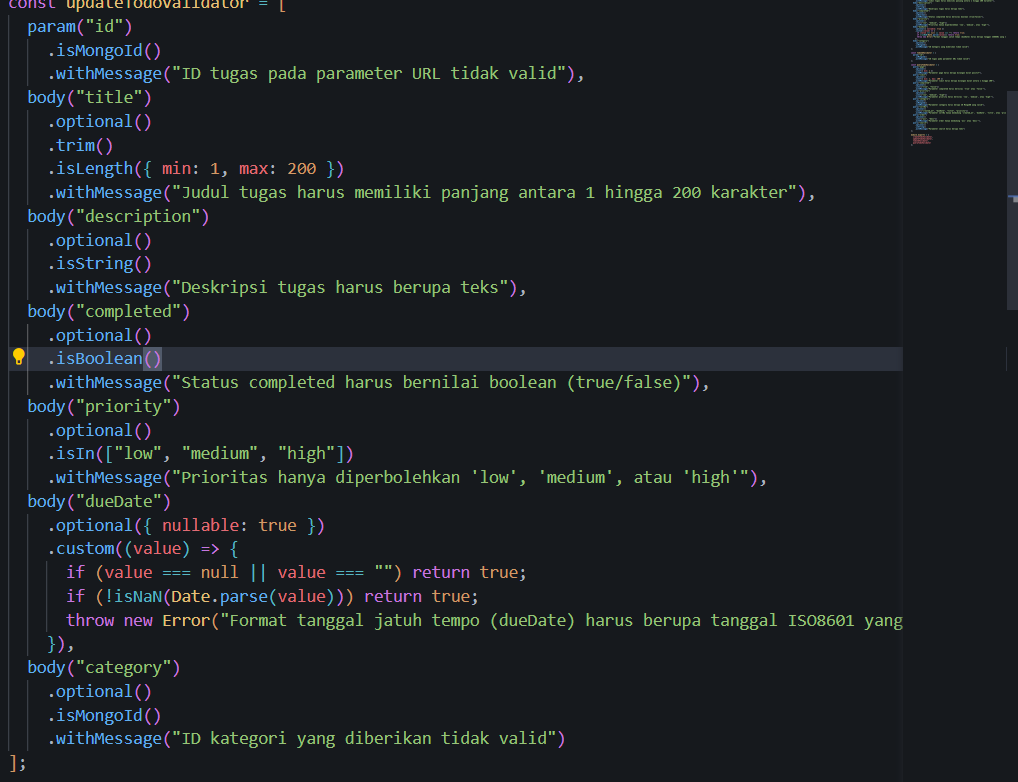 const updateTodoValidator = [
param("id")
.isMongoId()
.withMessage("ID tugas pada parameter URL tidak valid"),
body("title")
.optional()
.trim()
.isLength({ min: 1, max: 200 })
.withMessage("Judul tugas harus memiliki panjang antara 1 hingga 200 karakter"),
body("description")
.optional()
.isString()
.withMessage("Deskripsi tugas harus berupa teks"),
body("completed")
.optional()
.isBoolean()
.withMessage("Status completed harus bernilai boolean (true/false)"),
body("priority")
.optional()
.isIn(["low", "medium", "high"])
.withMessage("Prioritas hanya diperbolehkan 'low', 'medium', atau 'high'"),
body("dueDate")
.optional({ nullable: true })
.custom((value) => {
if (value === null || value === "") return true;
if (!isNaN(Date.parse(value))) return true;
throw new Error("Format tanggal jatuh tempo (dueDate) harus berupa tanggal ISO8601 yang
}),
body("category")
.optional()
.isMongoId()
.withMessage("ID kategori yang diberikan tidak valid")
];